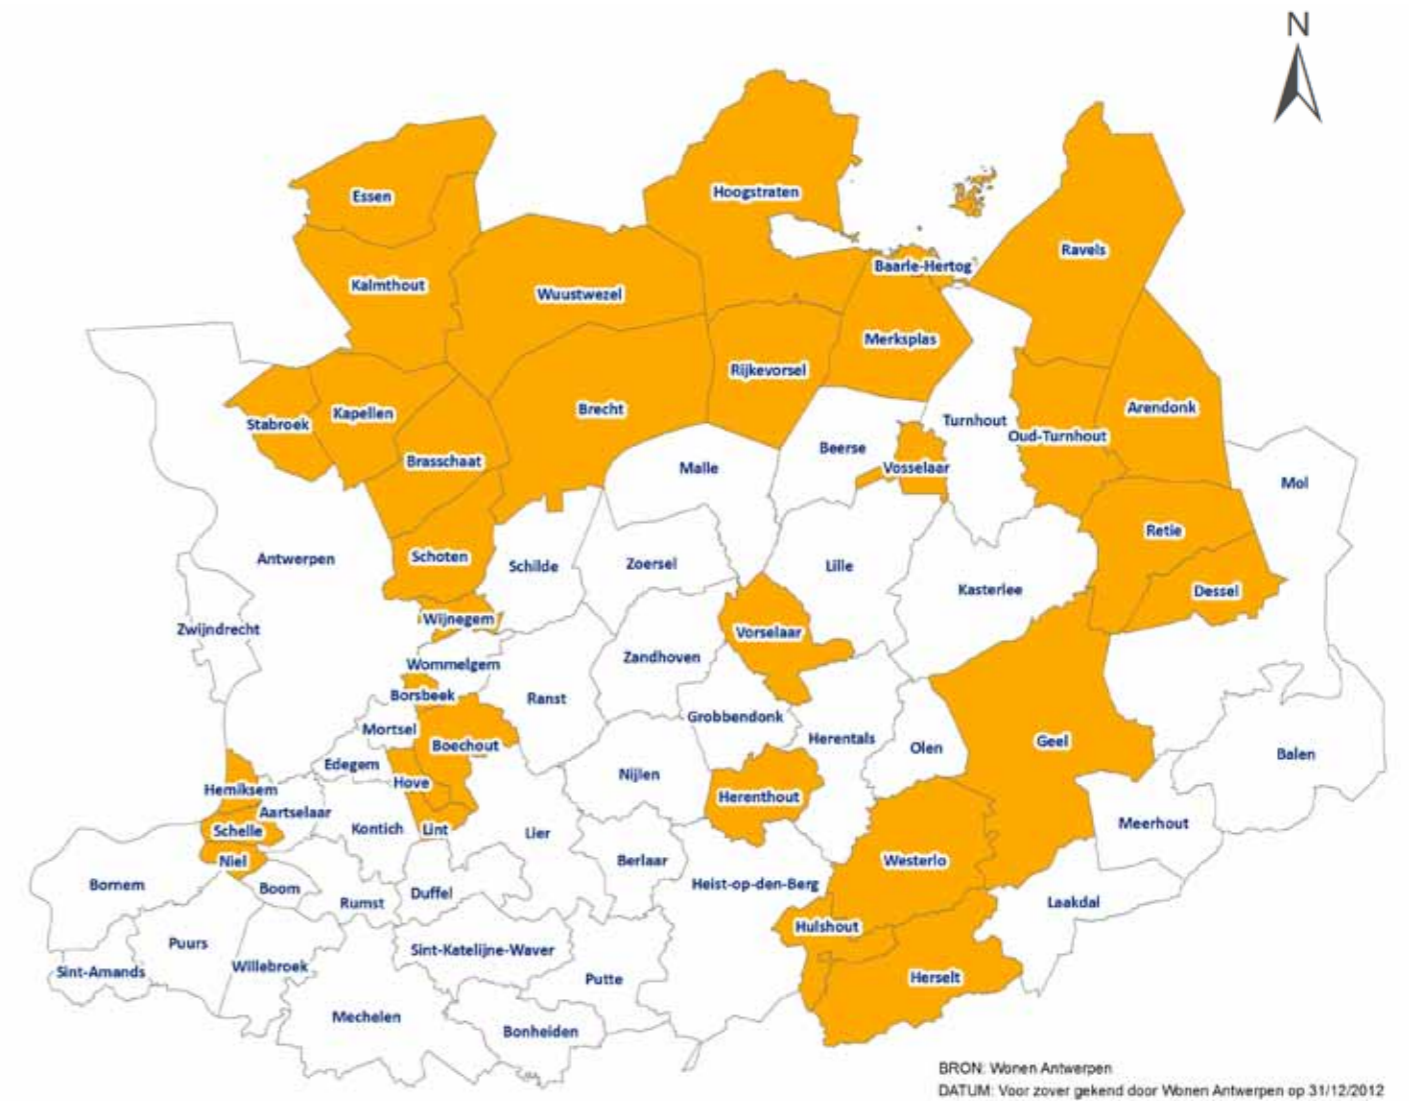 N
Hoogstraten
Essen
Ravels
Baarle-Hertog
Kalmthout
Wuustwezel
Merksplas
Rijkevorsel
Arendonk
Brecht
Kapellen
Stabroek
Turnhout
Oud-Turnhout
Beerse
Brasschaat
Malle
Vosselaar
Mol
Retie
Schoten
Antwerpen
Schilde
Zoersel
Lille
Kasterlee
Dessel
Wijnegem
Zwijndrecht
Vorselaar
Zandhoven
Wommelgem
Borsbeek
Ranst
Grobbendonk
Mortsel
Herentals
Geel
Boechout
Olen
Balen
Edegem
Nijlen
Hove
Hemiksem
Herenthout
Aartselaar
Meerhout
Kontich
Lint
Schelle
Lier
Niel
Berlaar
Westerlo
Bornem
Heist-op-den-Berg
Boom
Duffel
Rumst
Laakdal
Hulshout
Puurs
Sint-Katelijne-Waver
Willebroek
Sint-Amands
Putte
Herselt
Mechelen
Bonheiden
BRON: Wonen Antwerpen
DATUM: Voor zover gekend door Wonen Antwerpen op 31/12/2012